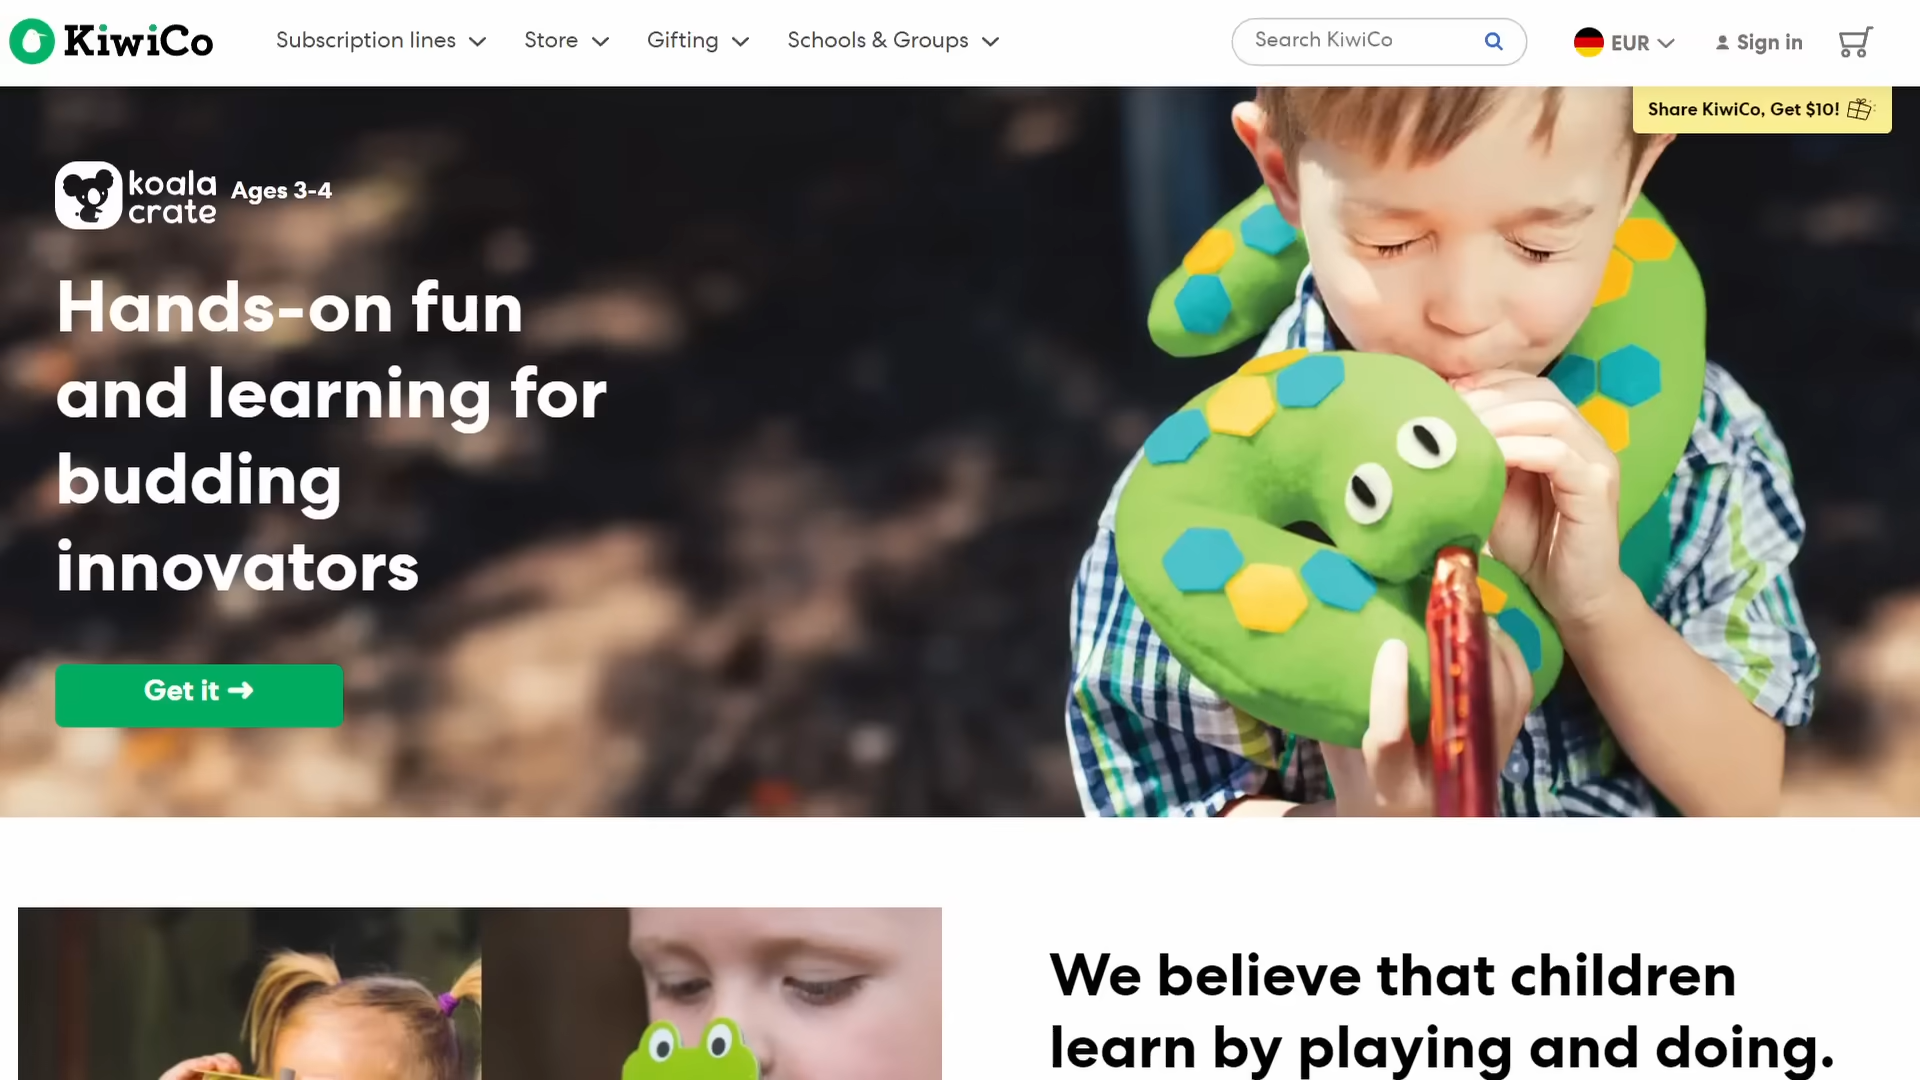 KiwiCo
Subscription lines
Store
Gifting
Schools & Groups
Search KiwiCo
EUR
Sign in
Share KiwiCo, Get $10!
koala
crate
Ages 3-4
Hands-on fun
and learning for
budding
innovators
Get it →
We believe that children
learn by playing and doing.